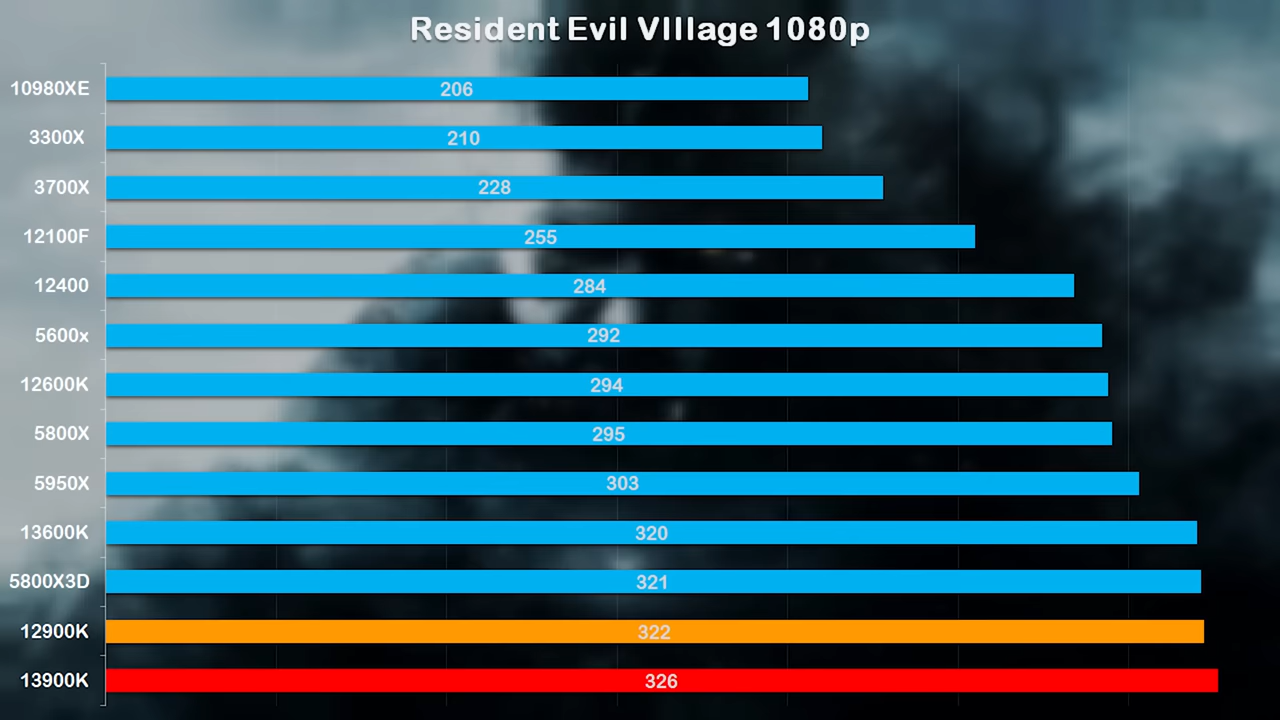 Resident Evil VIllage 1080p
10980XE 206
3300X 210
3700X 228
12100F 255
12400 284
5600x 292
12600K 294
5800X 295
5950X 303
13600K 320
5800X3D 321
12900K 322
13900K 326